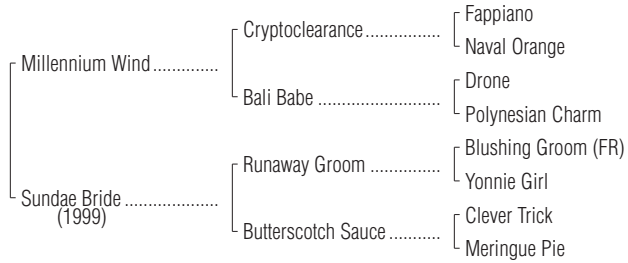 Fappiano
Cryptoclearance..................
Naval Orange
Millennium Wind..............
Drone
Bali Babe .............................
Polynesian Charm
Blushing Groom (FR)
Runaway Groom ................
Yonnie Girl
Sundae Bride ....................
(1999)
Clever Trick
Butterscotch Sauce............
Meringue Pie